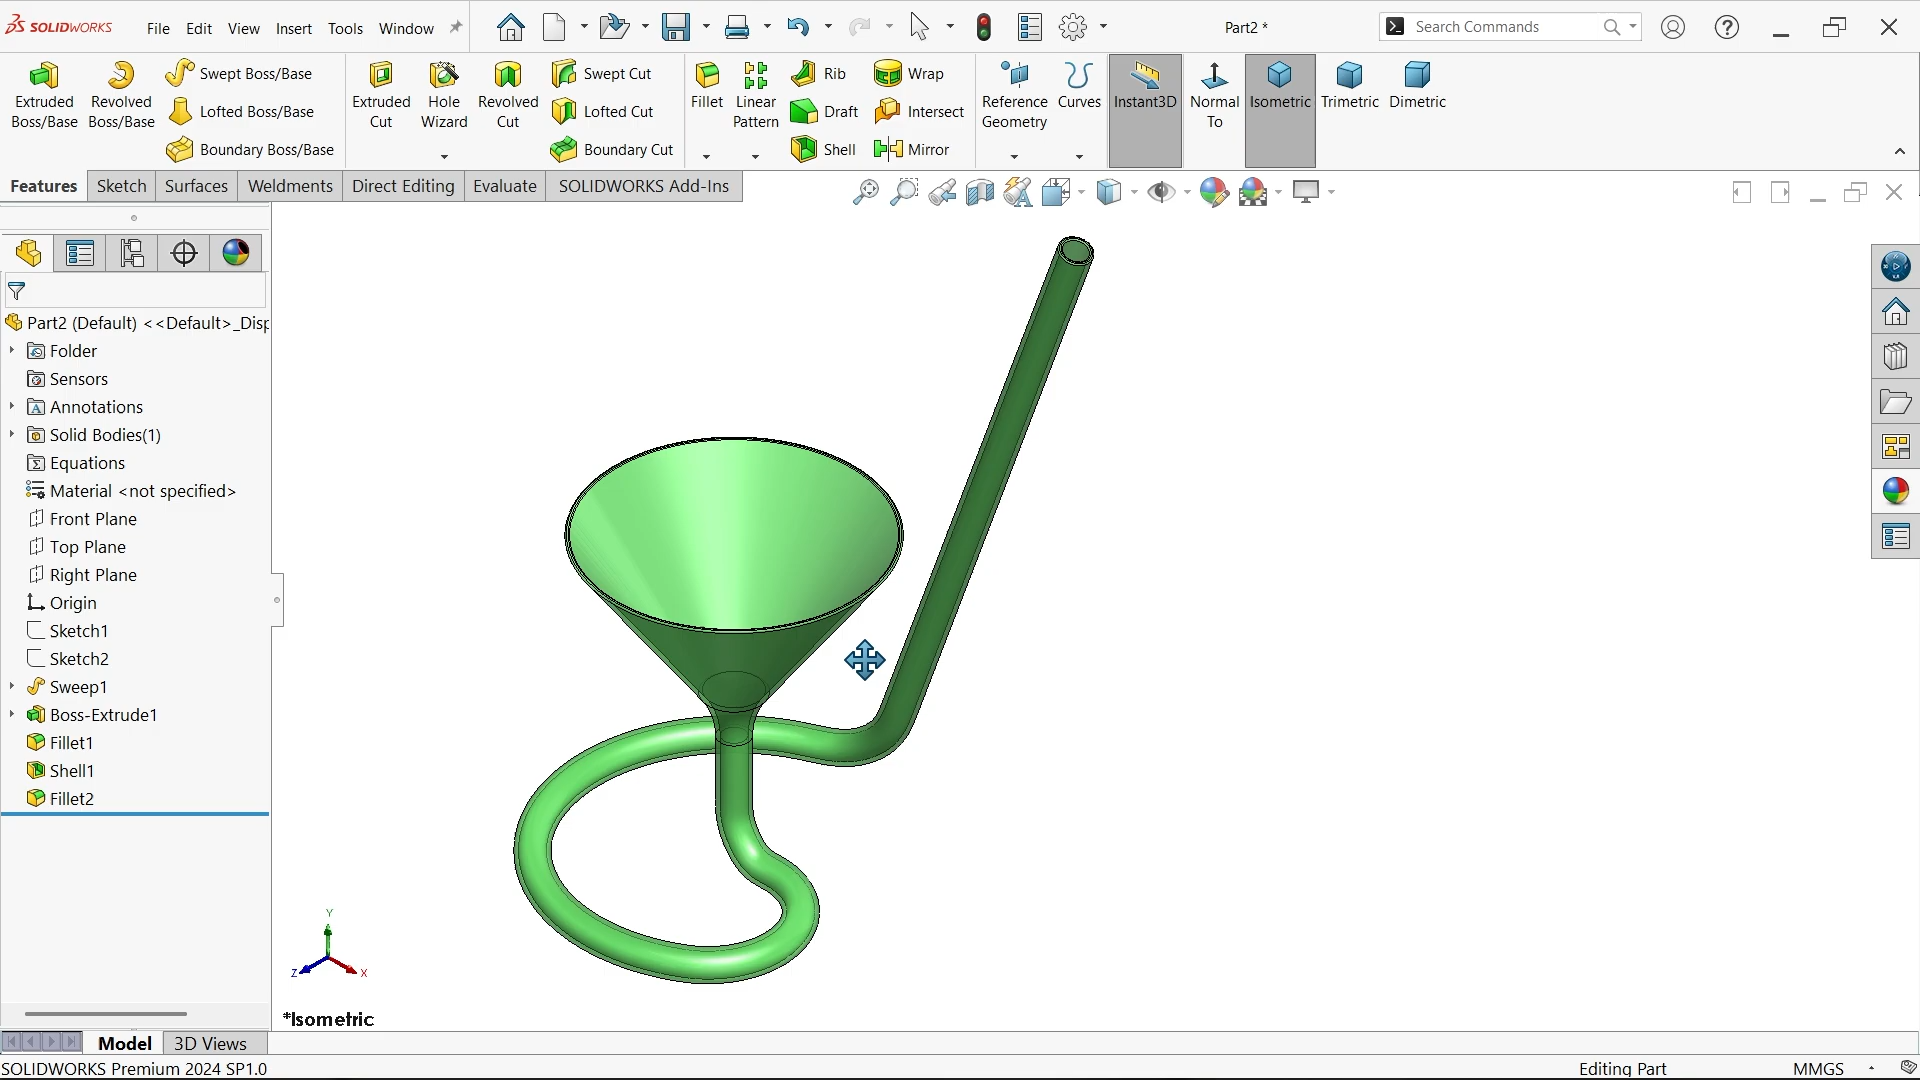 SOLIDWORKS File Edit View Insert Tools Window Part2 * Search Commands
Extruded Boss/Base
Revolved Boss/Base
Swept Boss/Base
Lofted Boss/Base
Boundary Boss/Base
Extruded Cut
Hole Wizard
Revolved Cut
Swept Cut
Lofted Cut
Boundary Cut
Fillet
Linear Pattern
Rib
Draft
Shell
Wrap
Intersect
Mirror
Reference Geometry
Curves
Instant3D
Normal To
Isometric
Trimetric
Dimetric
Features Sketch Surfaces Weldments Direct Editing Evaluate SOLIDWORKS Add-Ins
Part2 (Default) <<Default>_Disp
Folder
Sensors
Annotations
Solid Bodies(1)
Equations
Material <not specified>
Front Plane
Top Plane
Right Plane
Origin
Sketch1
Sketch2
Sweep1
Boss-Extrude1
Fillet1
Shell1
Fillet2
Y
Z X
*Isometric
Model 3D Views
SOLIDWORKS Premium 2024 SP1.0 Editing Part MMGS